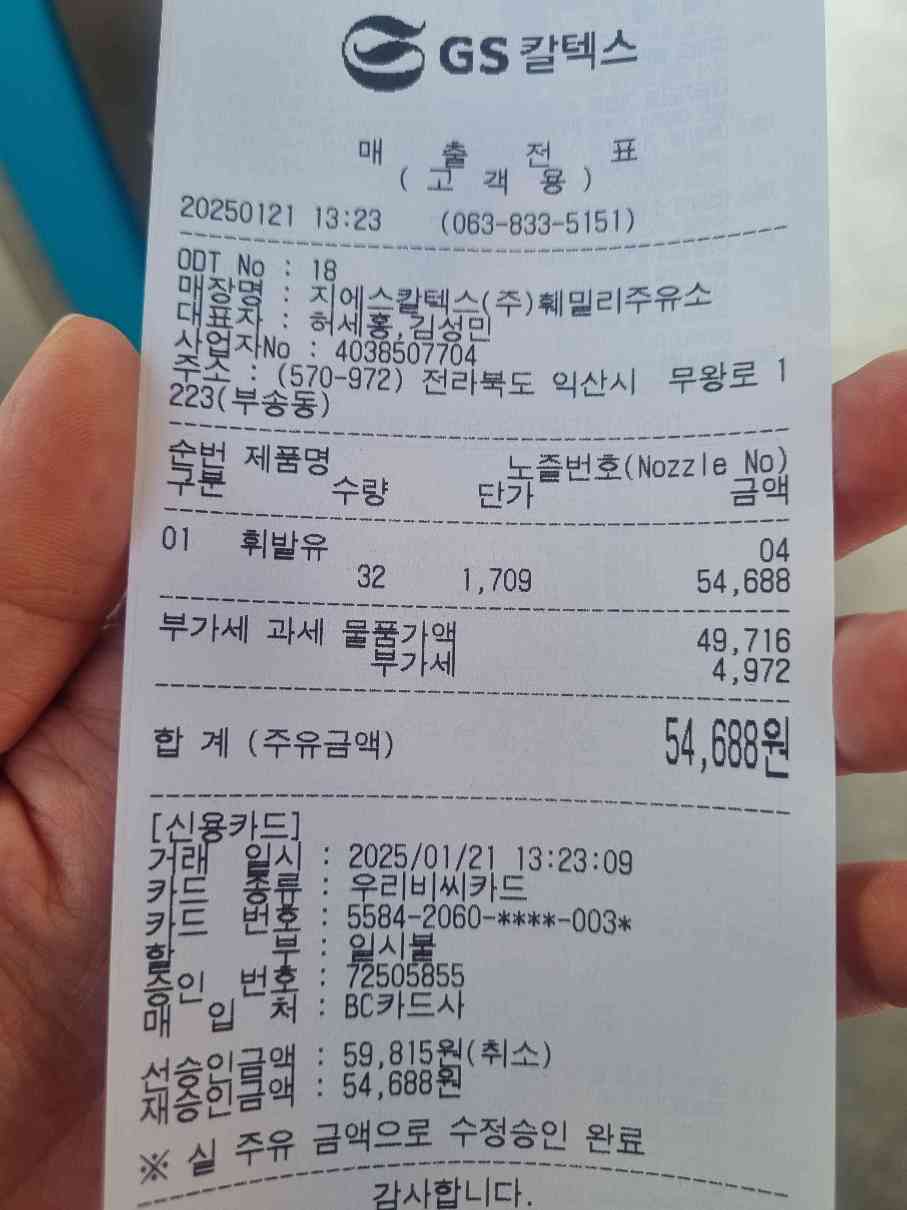 GS 칼텍스
매 출 전 표
( 고 객 용 )
20250121 13:23 (063-833-5151)
ODT No : 18
매장명 : 지에스칼텍스(주)훼밀리주유소
대표자 : 허세홍,김성민
사업자No : 4038507704
주소 : (570-972) 전라북도 익산시 무왕로 1
223(부송동)
순번 제품명 노즐번호(Nozzle No)
구분 수량 단가 금액
01 휘발유 04
32 1,709 54,688
부가세 과세 물품가액 49,716
부가세 4,972
합 계 (주유금액) 54,688원
[신용카드]
거래 일시 : 2025/01/21 13:23:09
카드 종류 : 우리비씨카드
카드 번호 : 5584-2060-****-003*
할 부 : 일시불
승인 번호 : 72505855
매 입 처 : BC카드사
선승인금액 : 59,815원(취소)
재승인금액 : 54,688원
※ 실 주유 금액으로 수정승인 완료
감사합니다.